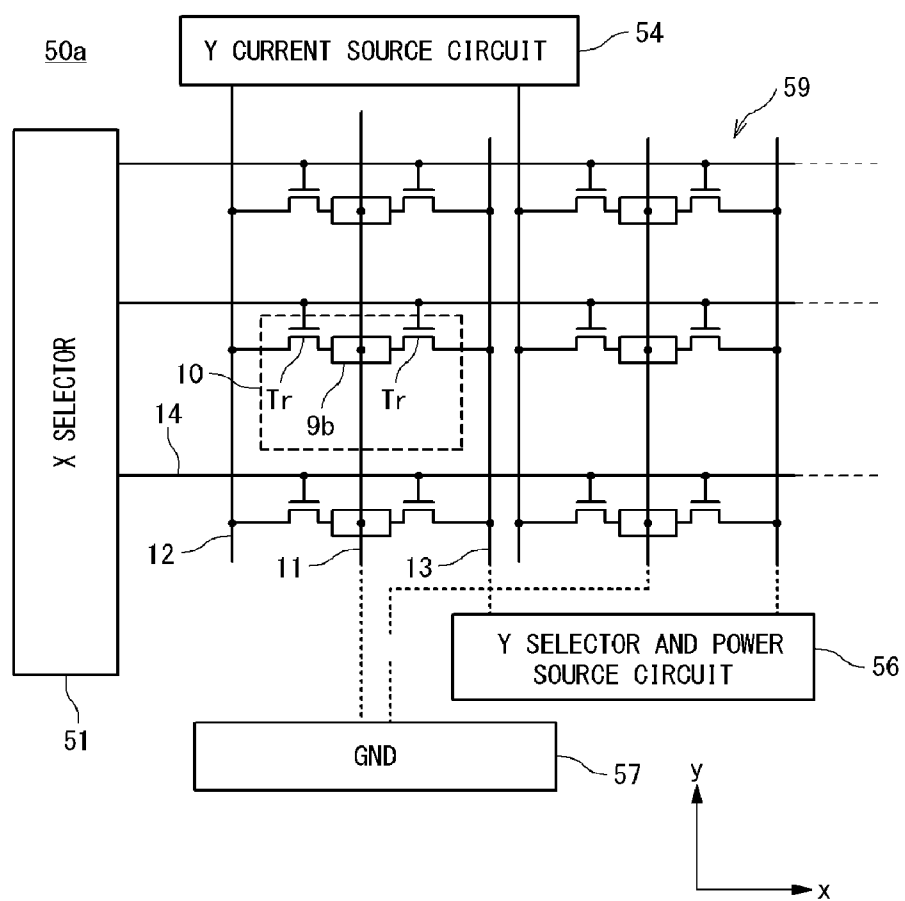 50a
Y CURRENT SOURCE CIRCUIT
54
59
X SELECTOR
10
Tr
9b
Tr
14
12
11
13
Y SELECTOR AND POWER
SOURCE CIRCUIT
56
51
GND
57
y
x